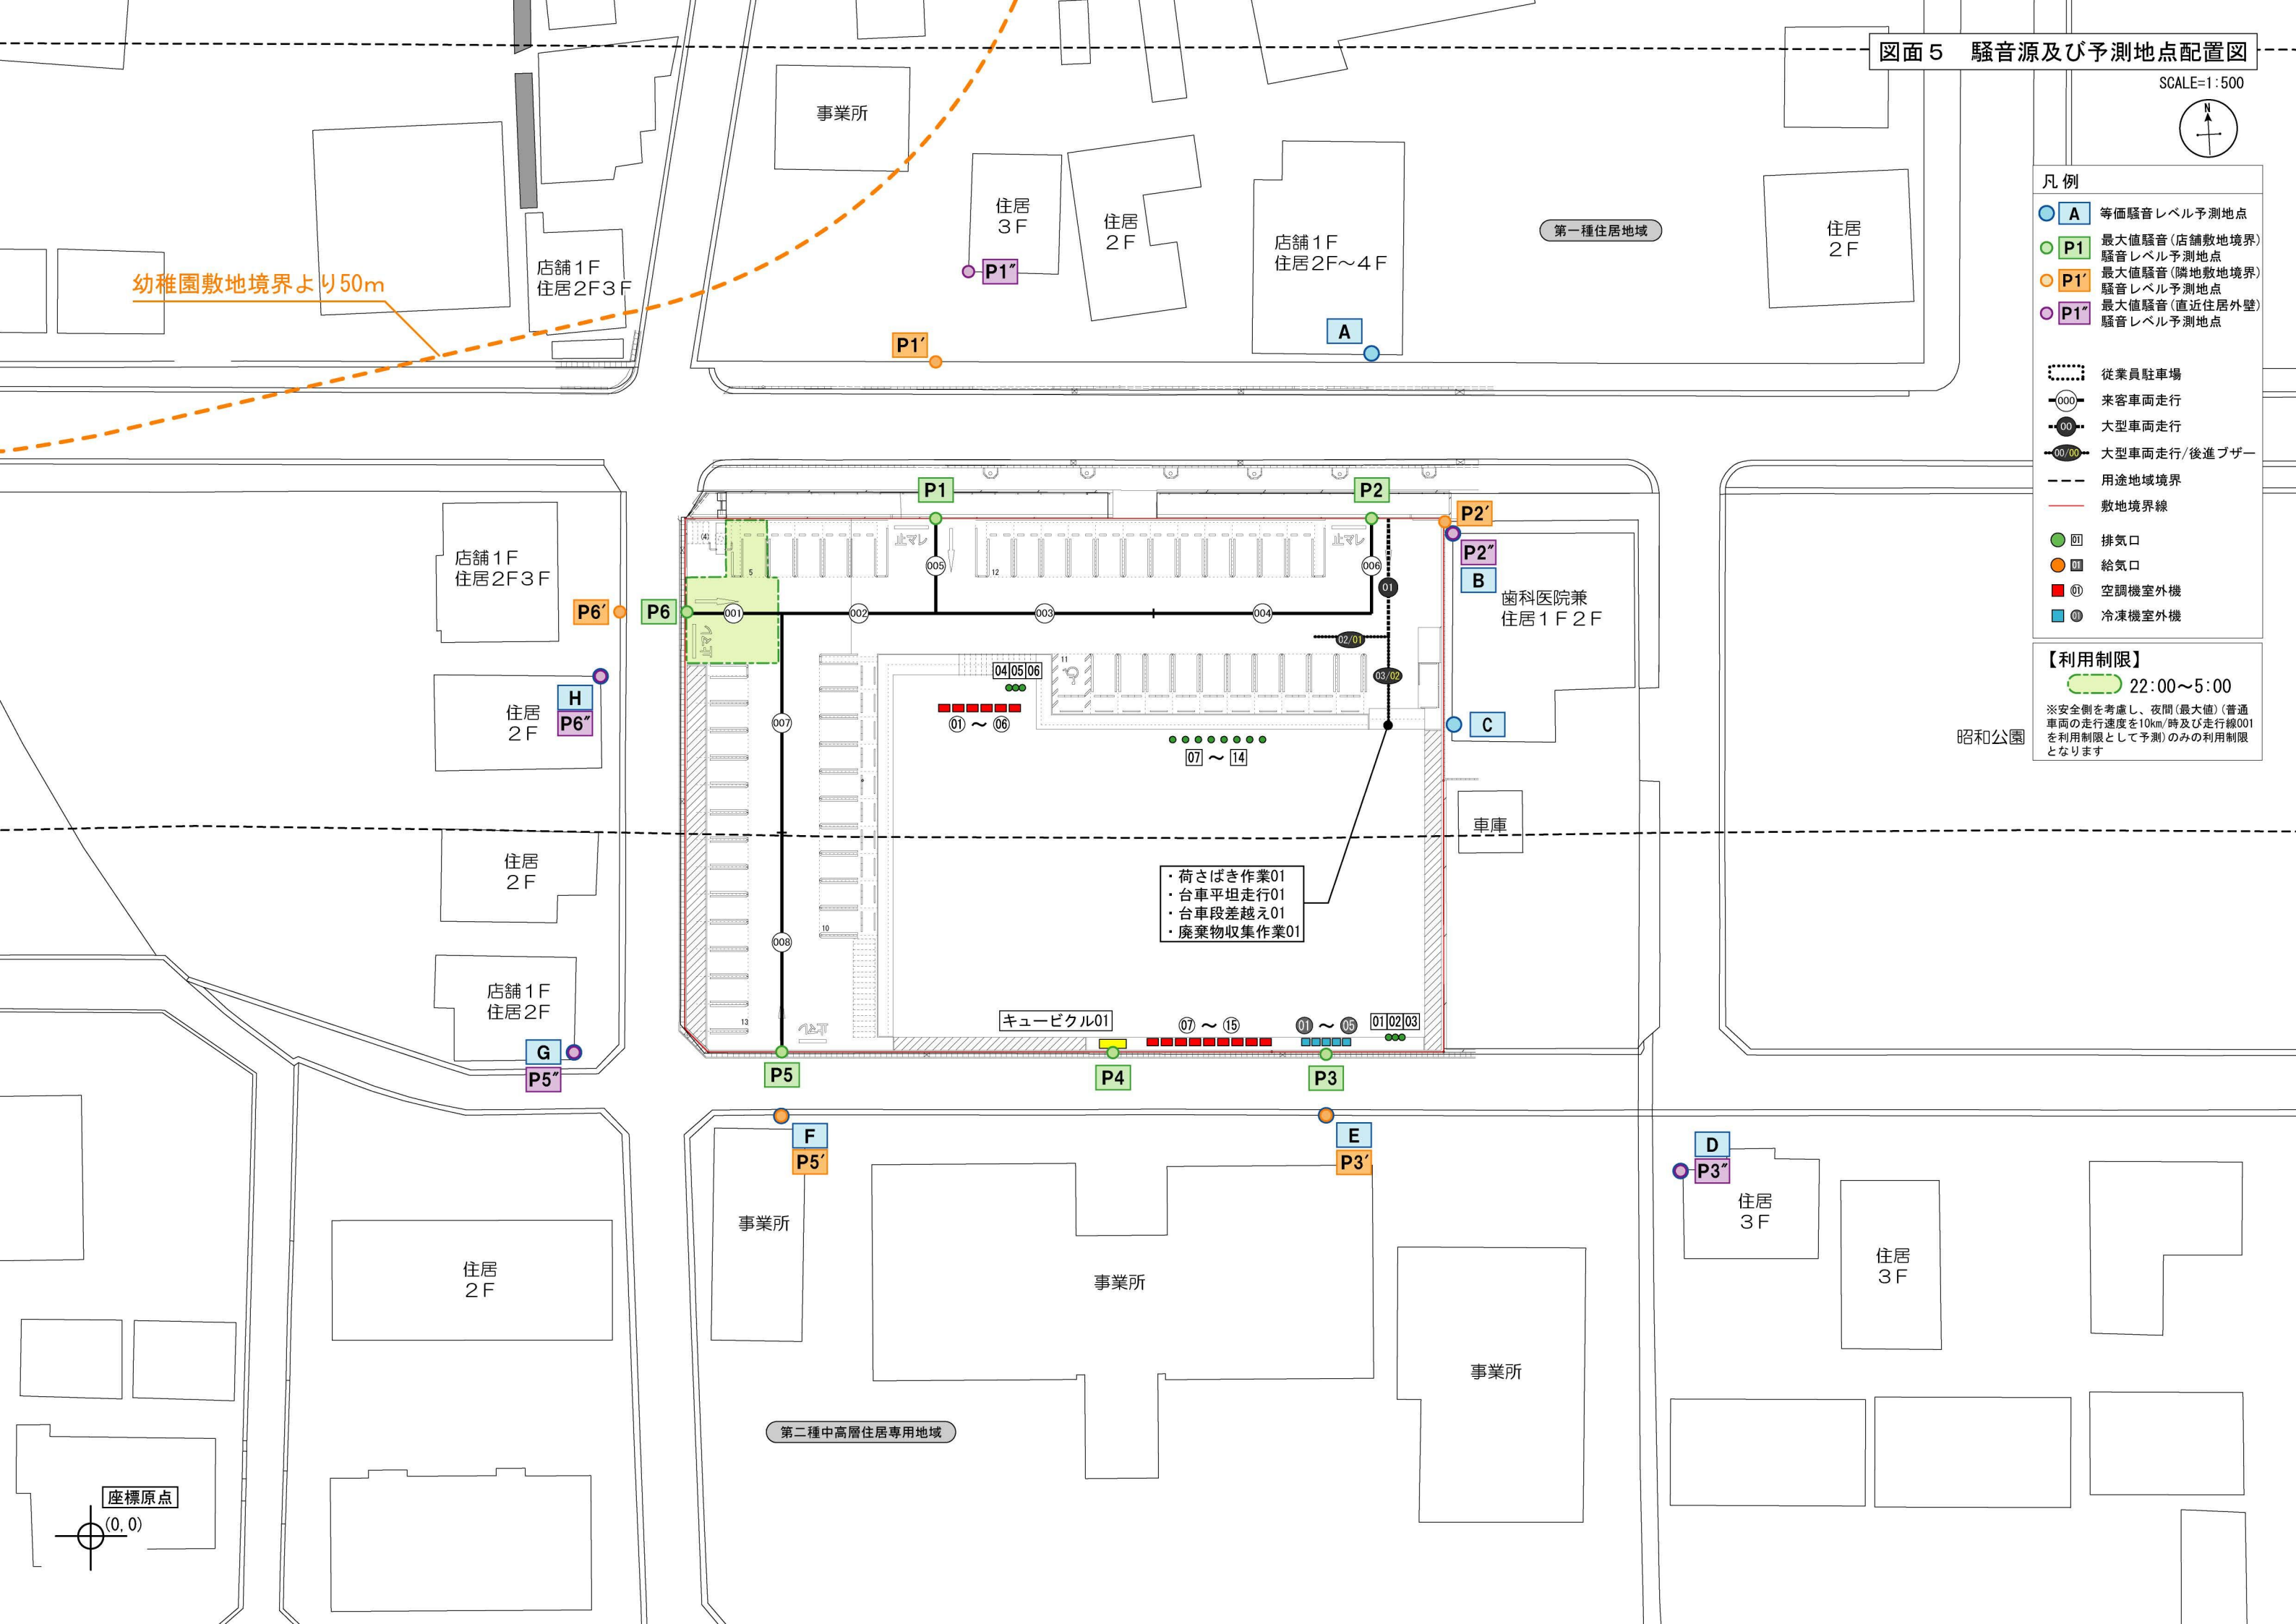 図面５　騒音源及び予測地点配置図
SCALE=1:500
N
凡例
A 等価騒音レベル予測地点
P1 最大値騒音(店舗敷地境界)
騒音レベル予測地点
P1′ 最大値騒音(隣地敷地境界)
騒音レベル予測地点
P1″ 最大値騒音(直近住居外壁)
騒音レベル予測地点
従業員駐車場
000 来客車両走行
00 大型車両走行
00/00 大型車両走行/後進ブザー
用途地域境界
敷地境界線
01 排気口
01 給気口
01 空調機室外機
01 冷凍機室外機
【利用制限】
22:00～5:00
※安全側を考慮し、夜間(最大値)(普通
車両の走行速度を10km/時及び走行線001
を利用制限として予測)のみの利用制限
となります
事業所
住居
３Ｆ
P1″
住居
２Ｆ
店舗１Ｆ
住居２Ｆ～４Ｆ
第一種住居地域
住居
２Ｆ
店舗１Ｆ
住居２Ｆ３Ｆ
幼稚園敷地境界より50m
P1′
A
P1
P2
P2′
P2″
B
歯科医院兼
住居１Ｆ２Ｆ
店舗１Ｆ
住居２Ｆ３Ｆ
P6′
P6
(4)
5
止マレ
12
止マレ
005
006
01
001
002
003
004
止マレ
02/01
03/02
11
04 05 06
①～⑥
07～14
007
H
P6″
住居
２Ｆ
C
昭和公園
車庫
住居
２Ｆ
・荷さばき作業01
・台車平坦走行01
・台車段差越え01
・廃棄物収集作業01
10
008
13
止マレ
店舗１Ｆ
住居２Ｆ
G
P5″
キュービクル01
⑦～⑮
01～05
01 02 03
P5
P4
P3
F
P5′
E
P3′
D
P3″
住居
３Ｆ
住居
３Ｆ
事業所
事業所
事業所
住居
２Ｆ
第二種中高層住居専用地域
座標原点
(0,0)